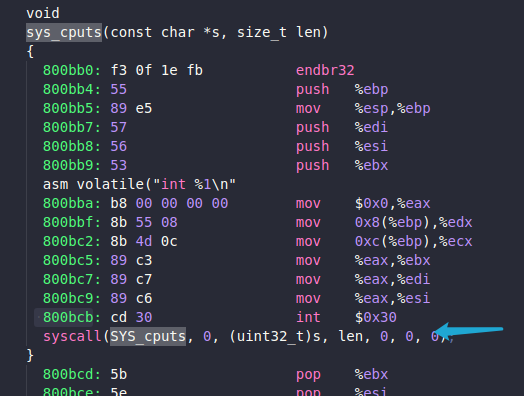 void
sys_cputs(const char *s, size_t len)
{
800bb0: f3 0f 1e fb endbr32
800bb4: 55 push %ebp
800bb5: 89 e5 mov %esp,%ebp
800bb7: 57 push %edi
800bb8: 56 push %esi
800bb9: 53 push %ebx
asm volatile("int %1\n"
800bba: b8 00 00 00 00 mov $0x0,%eax
800bbf: 8b 55 08 mov 0x8(%ebp),%edx
800bc2: 8b 4d 0c mov 0xc(%ebp),%ecx
800bc5: 89 c3 mov %eax,%ebx
800bc7: 89 c7 mov %eax,%edi
800bc9: 89 c6 mov %eax,%esi
800bcb: cd 30 int $0x30
syscall(SYS_cputs, 0, (uint32_t)s, len, 0, 0, 0);
}
800bcd: 5b pop %ebx
800bce: 5e pop %esi